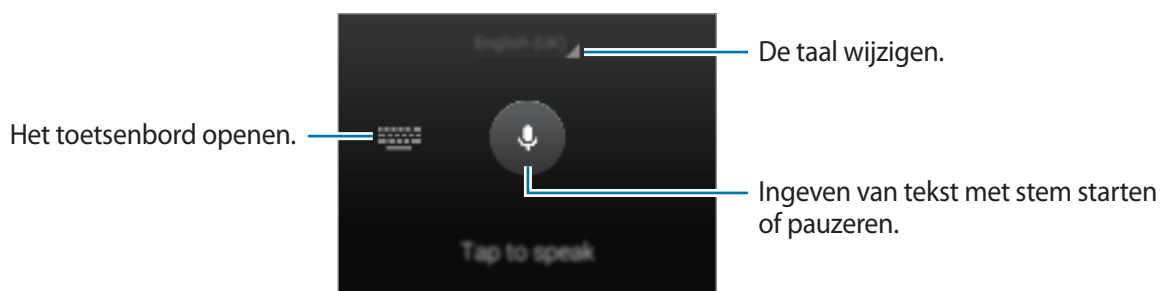 English (UK)
De taal wijzigen.
Het toetsenbord openen.
Ingeven van tekst met stem starten
of pauzeren.
Tap to speak